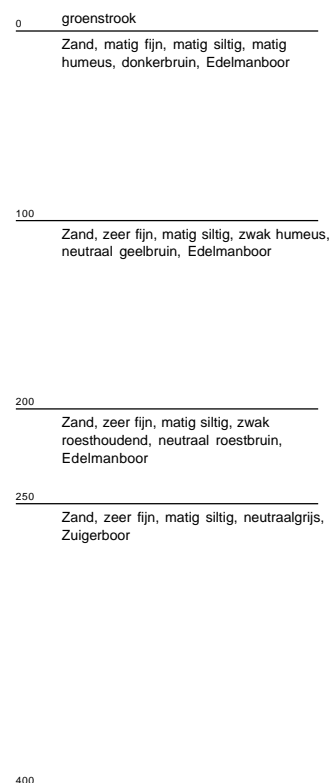 groenstrook
0
Zand, matig fijn, matig siltig, matig
humeus, donkerbruin, Edelmanboor
100
Zand, zeer fijn, matig siltig, zwak humeus,
neutraal geelbruin, Edelmanboor
200
Zand, zeer fijn, matig siltig, zwak
roesthoudend, neutraal roestbruin,
Edelmanboor
250
Zand, zeer fijn, matig siltig, neutraalgrijs,
Zuigerboor
400